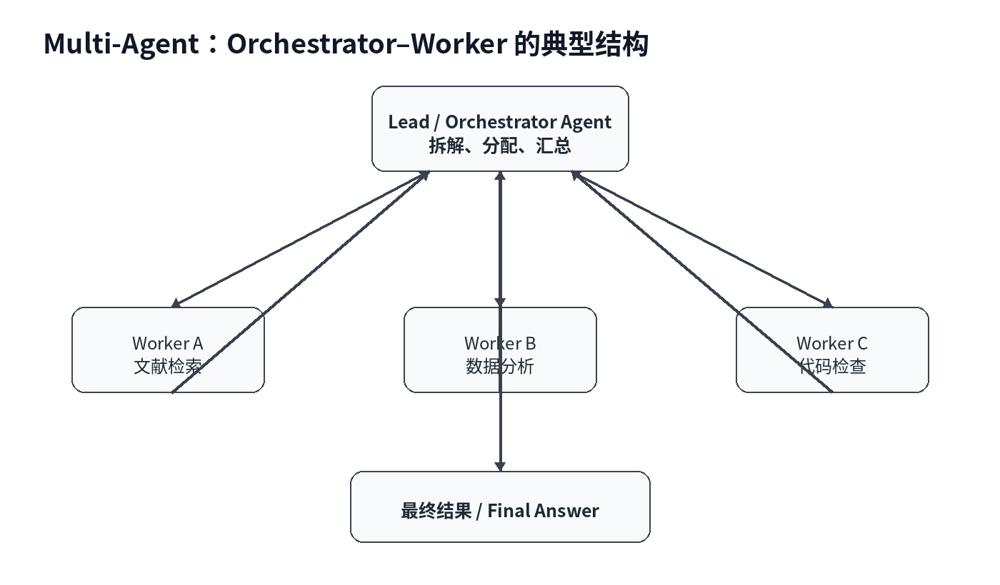 Multi-Agent：Orchestrator–Worker 的典型结构
Lead / Orchestrator Agent
拆解、分配、汇总
Worker A
文献检索
Worker B
数据分析
Worker C
代码检查
最终结果 / Final Answer